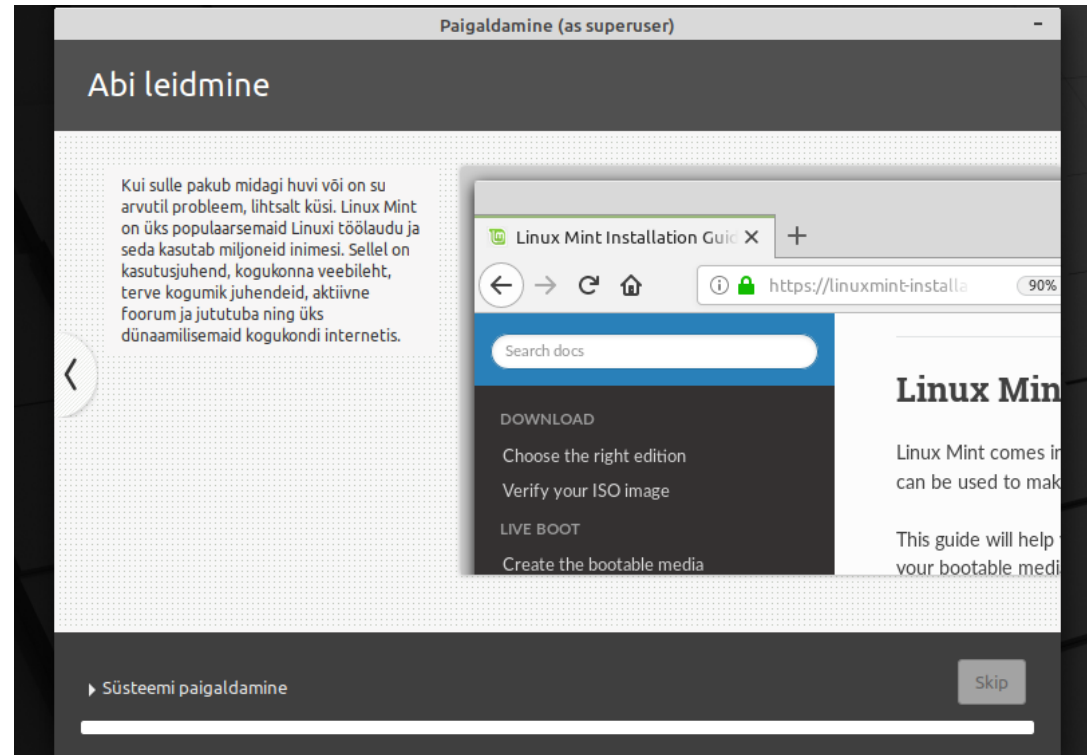 Paigaldamine (as superuser)
Abi leidmine
Kui sulle pakub midagi huvi või on su
arvutil probleem, lihtsalt küsi. Linux Mint
on üks populaarsemaid Linuxi töölaudu ja
seda kasutab miljoneid inimesi. Sellel on
kasutusjuhend, kogukonna veebileht,
terve kogumik juhendeid, aktiivne
foorum ja jututuba ning üks
dünaamilisemaid kogukondi internetis.
Linux Mint Installation Guid
https://linuxmint-installa
90%
Search docs
DOWNLOAD
Choose the right edition
Verify your ISO image
LIVE BOOT
Create the bootable media
Linux Min
Linux Mint comes in
can be used to mak
This guide will help
your bootable medi
Süsteemi paigaldamine
Skip